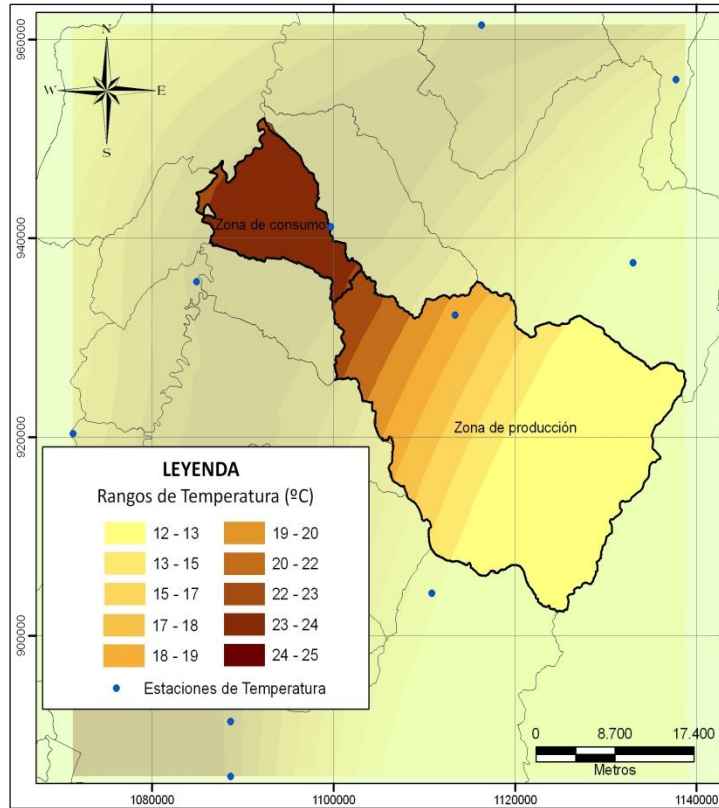 960000
940000
920000
900000
N
W E
S
Zona de consumo
Zona de producción
LEYENDA
Rangos de Temperatura (ºC)
12 - 13
13 - 15
15 - 17
17 - 18
18 - 19
19 - 20
20 - 22
22 - 23
23 - 24
24 - 25
Estaciones de Temperatura
0 8.700 17.400
Metros
1080000 1100000 1120000 1140000